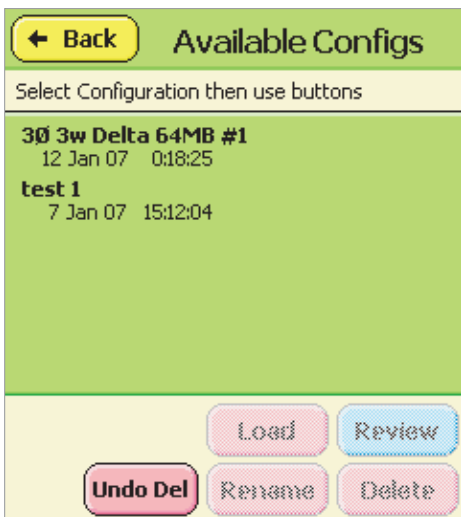 ← Back
Available Configs
Select Configuration then use buttons
3Ø 3w Delta 64MB #1
12 Jan 07 0:18:25
test 1
7 Jan 07 15:12:04
Load Review
Undo Del Rename Delete